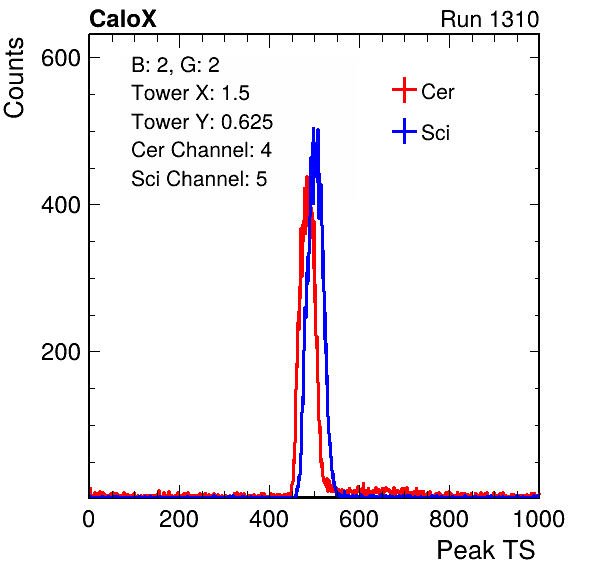 CaloX Run 1310
Counts
600
400
200
B: 2, G: 2
Tower X: 1.5
Tower Y: 0.625
Cer Channel: 4
Sci Channel: 5
Cer
Sci
0 200 400 600 800 1000
Peak TS